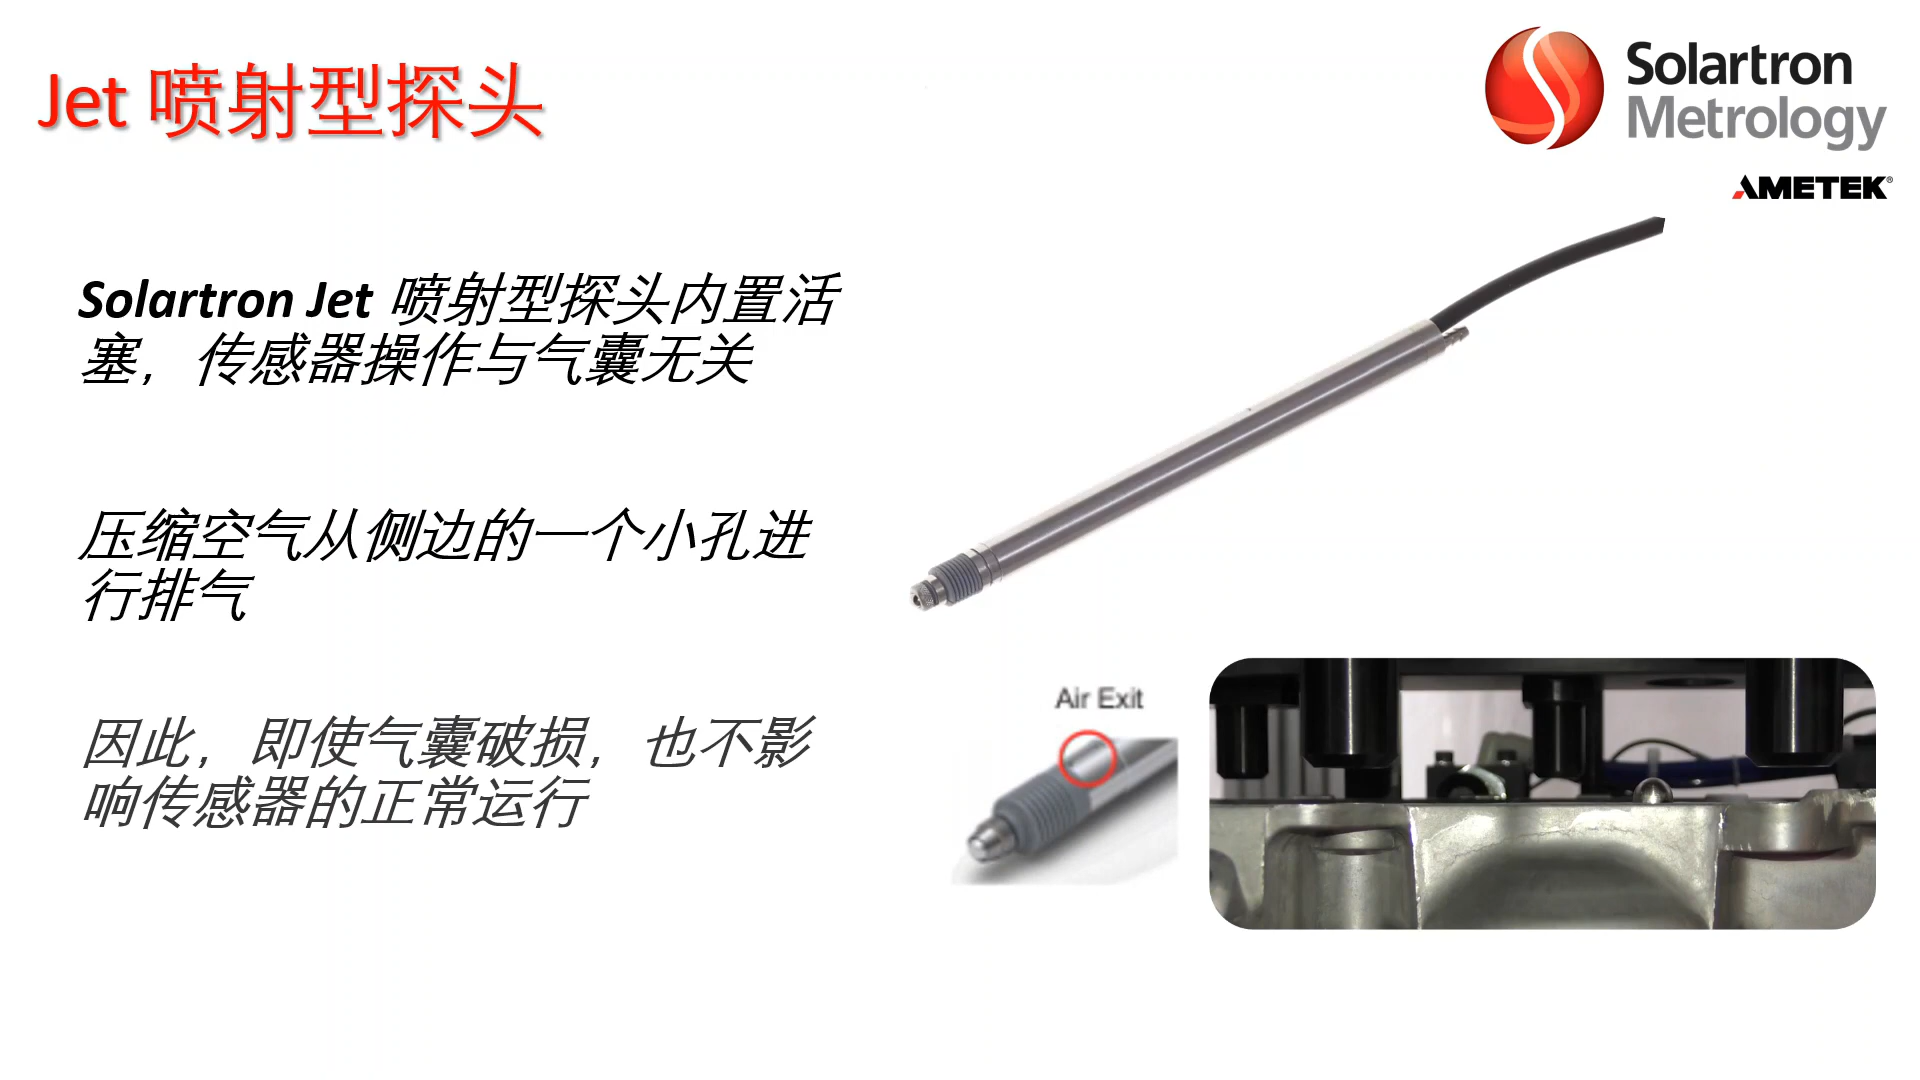 Jet 喷射型探头
Solartron
Metrology
AMETEK®
Solartron Jet 喷射型探头内置活
塞，传感器操作与气囊无关
压缩空气从侧边的一个小孔进
行排气
因此，即使气囊破损，也不影
响传感器的正常运行
Air Exit